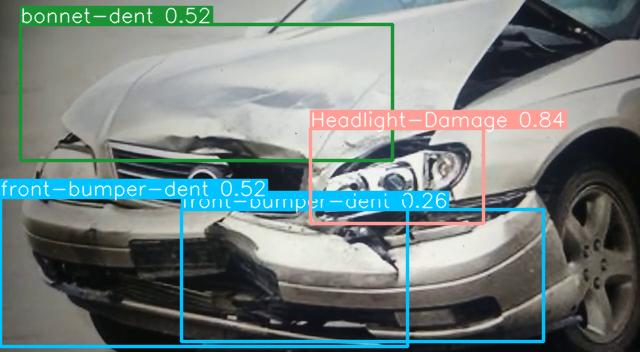 bonnet-dent 0.52
Headlight-Damage 0.84
front-bumper-dent 0.52
front-bumper-dent 0.26